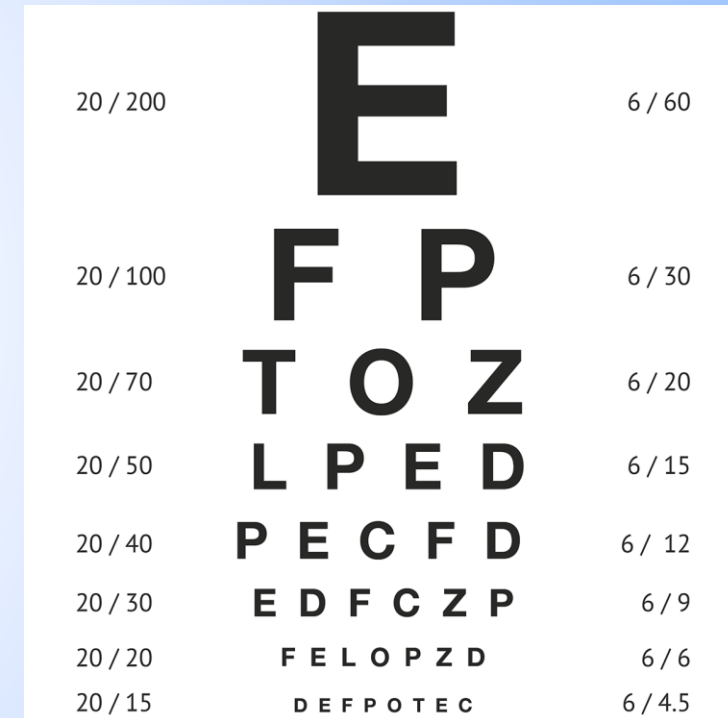 20 / 200 E 6 / 60
20 / 100 F P 6 / 30
20 / 70 T O Z 6 / 20
20 / 50 L P E D 6 / 15
20 / 40 P E C F D 6 / 12
20 / 30 E D F C Z P 6 / 9
20 / 20 F E L O P Z D 6 / 6
20 / 15 D E F P O T E C 6 / 4.5